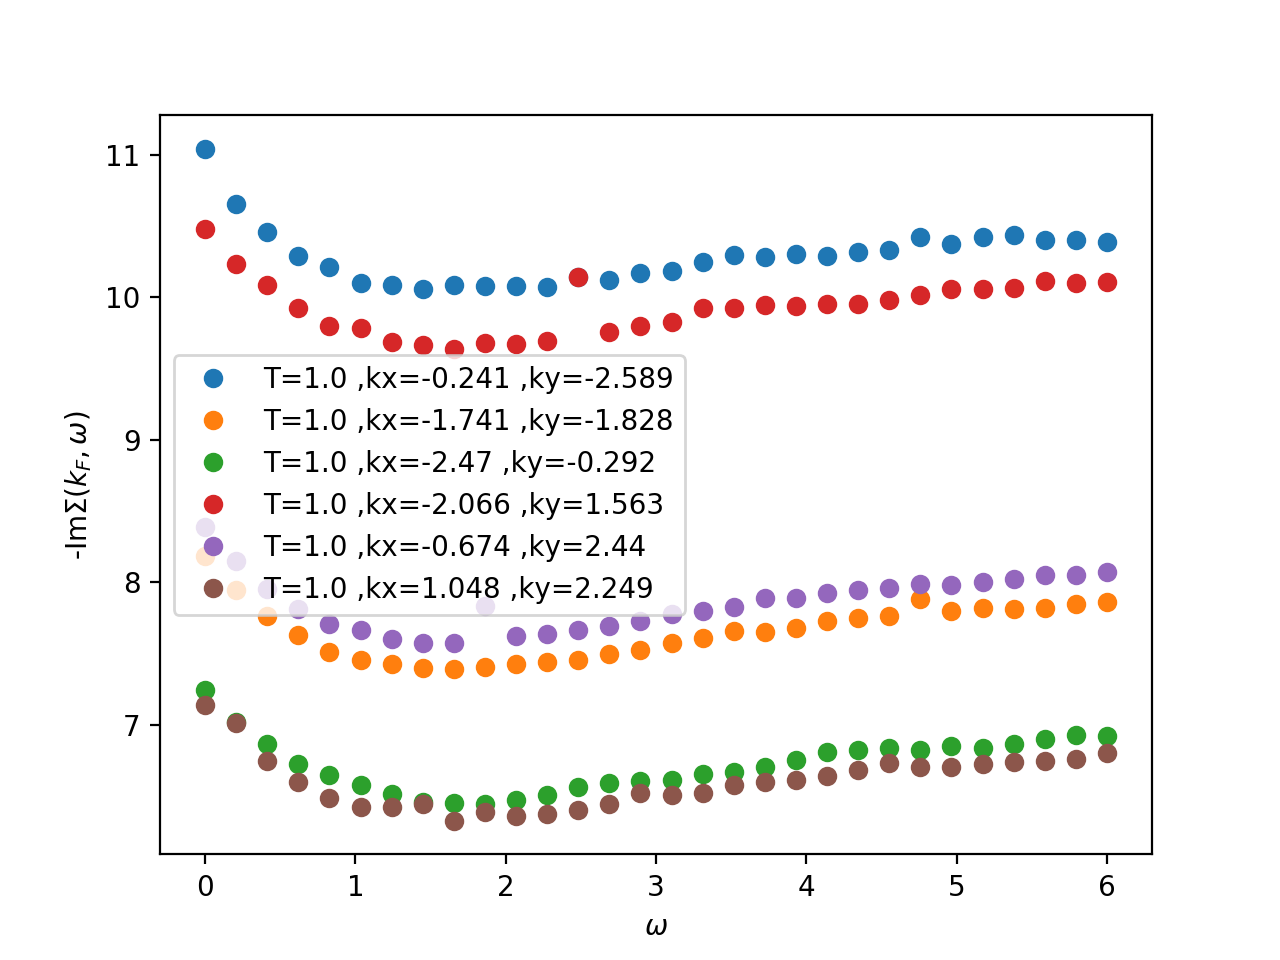 11
10
9
8
7
-ImΣ(k_F, ω)
T=1.0 ,kx=-0.241 ,ky=-2.589
T=1.0 ,kx=-1.741 ,ky=-1.828
T=1.0 ,kx=-2.47 ,ky=-0.292
T=1.0 ,kx=-2.066 ,ky=1.563
T=1.0 ,kx=-0.674 ,ky=2.44
T=1.0 ,kx=1.048 ,ky=2.249
0 1 2 3 4 5 6
ω